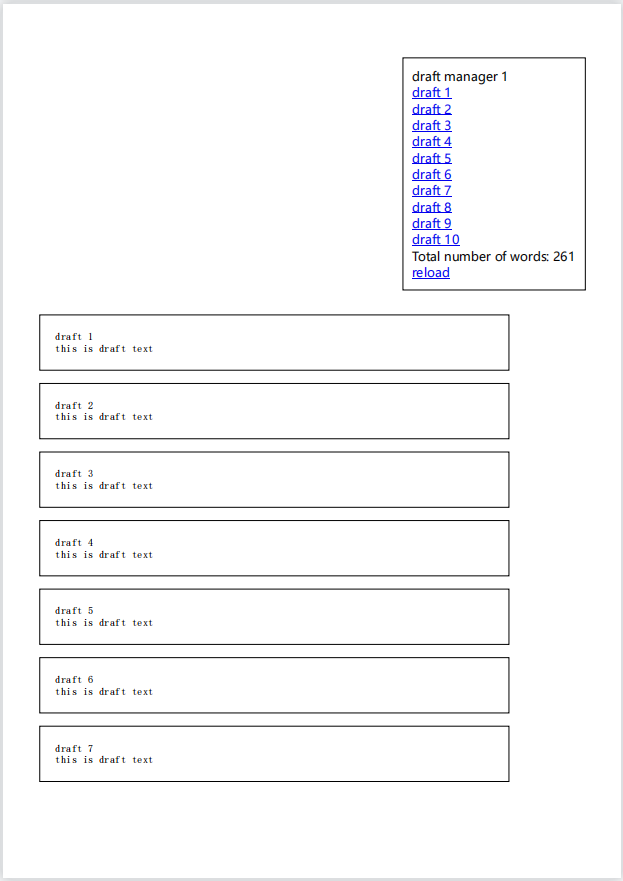 draft manager 1
draft 1
draft 2
draft 3
draft 4
draft 5
draft 6
draft 7
draft 8
draft 9
draft 10
Total number of words: 261
reload
draft 1
this is draft text
draft 2
this is draft text
draft 3
this is draft text
draft 4
this is draft text
draft 5
this is draft text
draft 6
this is draft text
draft 7
this is draft text